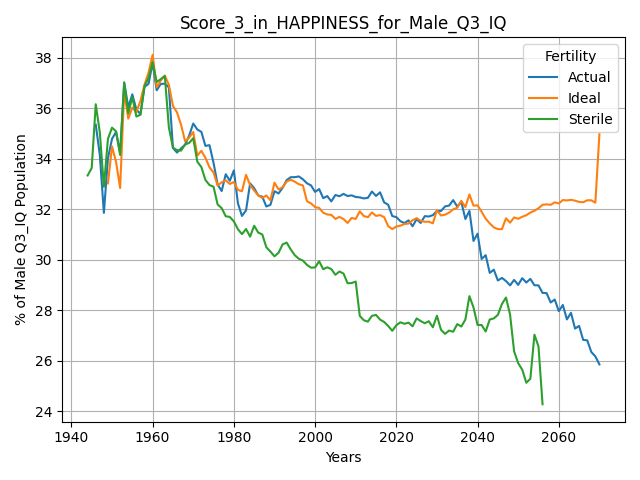 Score_3_in_HAPPINESS_for_Male_Q3_IQ
Fertility
Actual
Ideal
Sterile
% of Male Q3_IQ Population
38
36
34
32
30
28
26
24
1940
1960
1980
2000
2020
2040
2060
Years